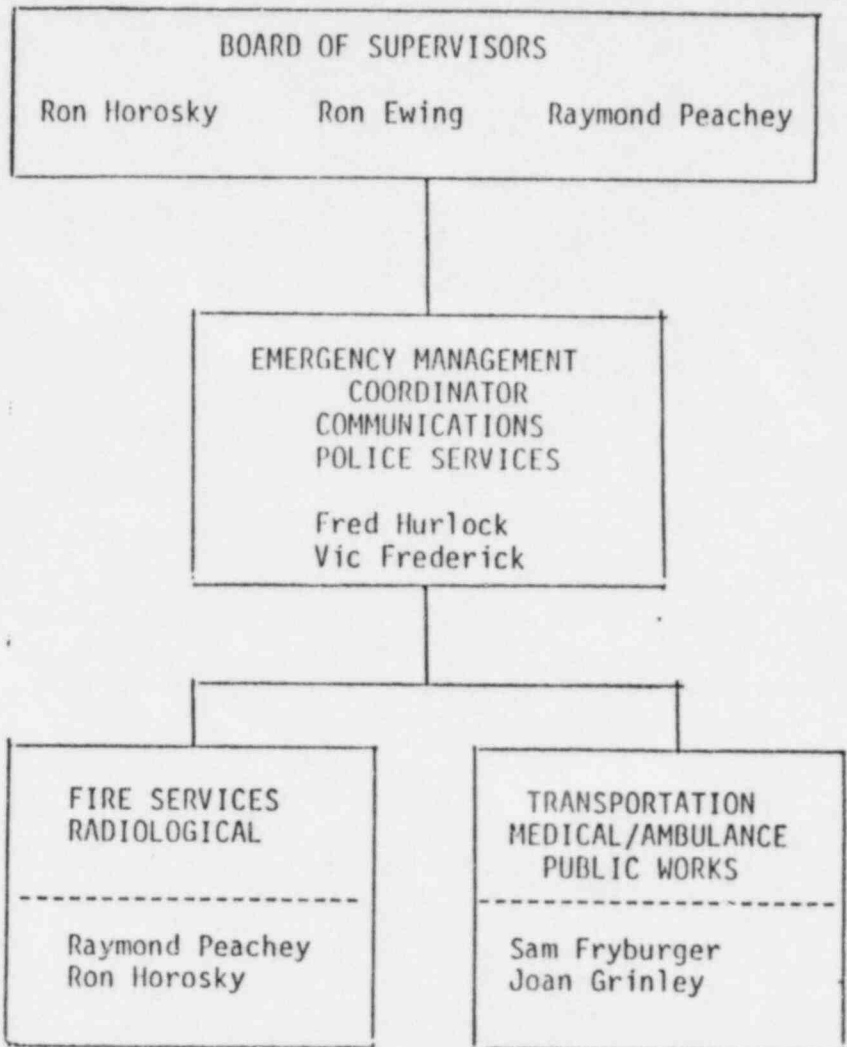 BOARD OF SUPERVISORS
Ron Horosky Ron Ewing Raymond Peachey
EMERGENCY MANAGEMENT
COORDINATOR
COMMUNICATIONS
POLICE SERVICES
Fred Hurlock
Vic Frederick
FIRE SERVICES
RADIOLOGICAL
Raymond Peachey
Ron Horosky
TRANSPORTATION
MEDICAL/AMBULANCE
PUBLIC WORKS
Sam Fryburger
Joan Grinley